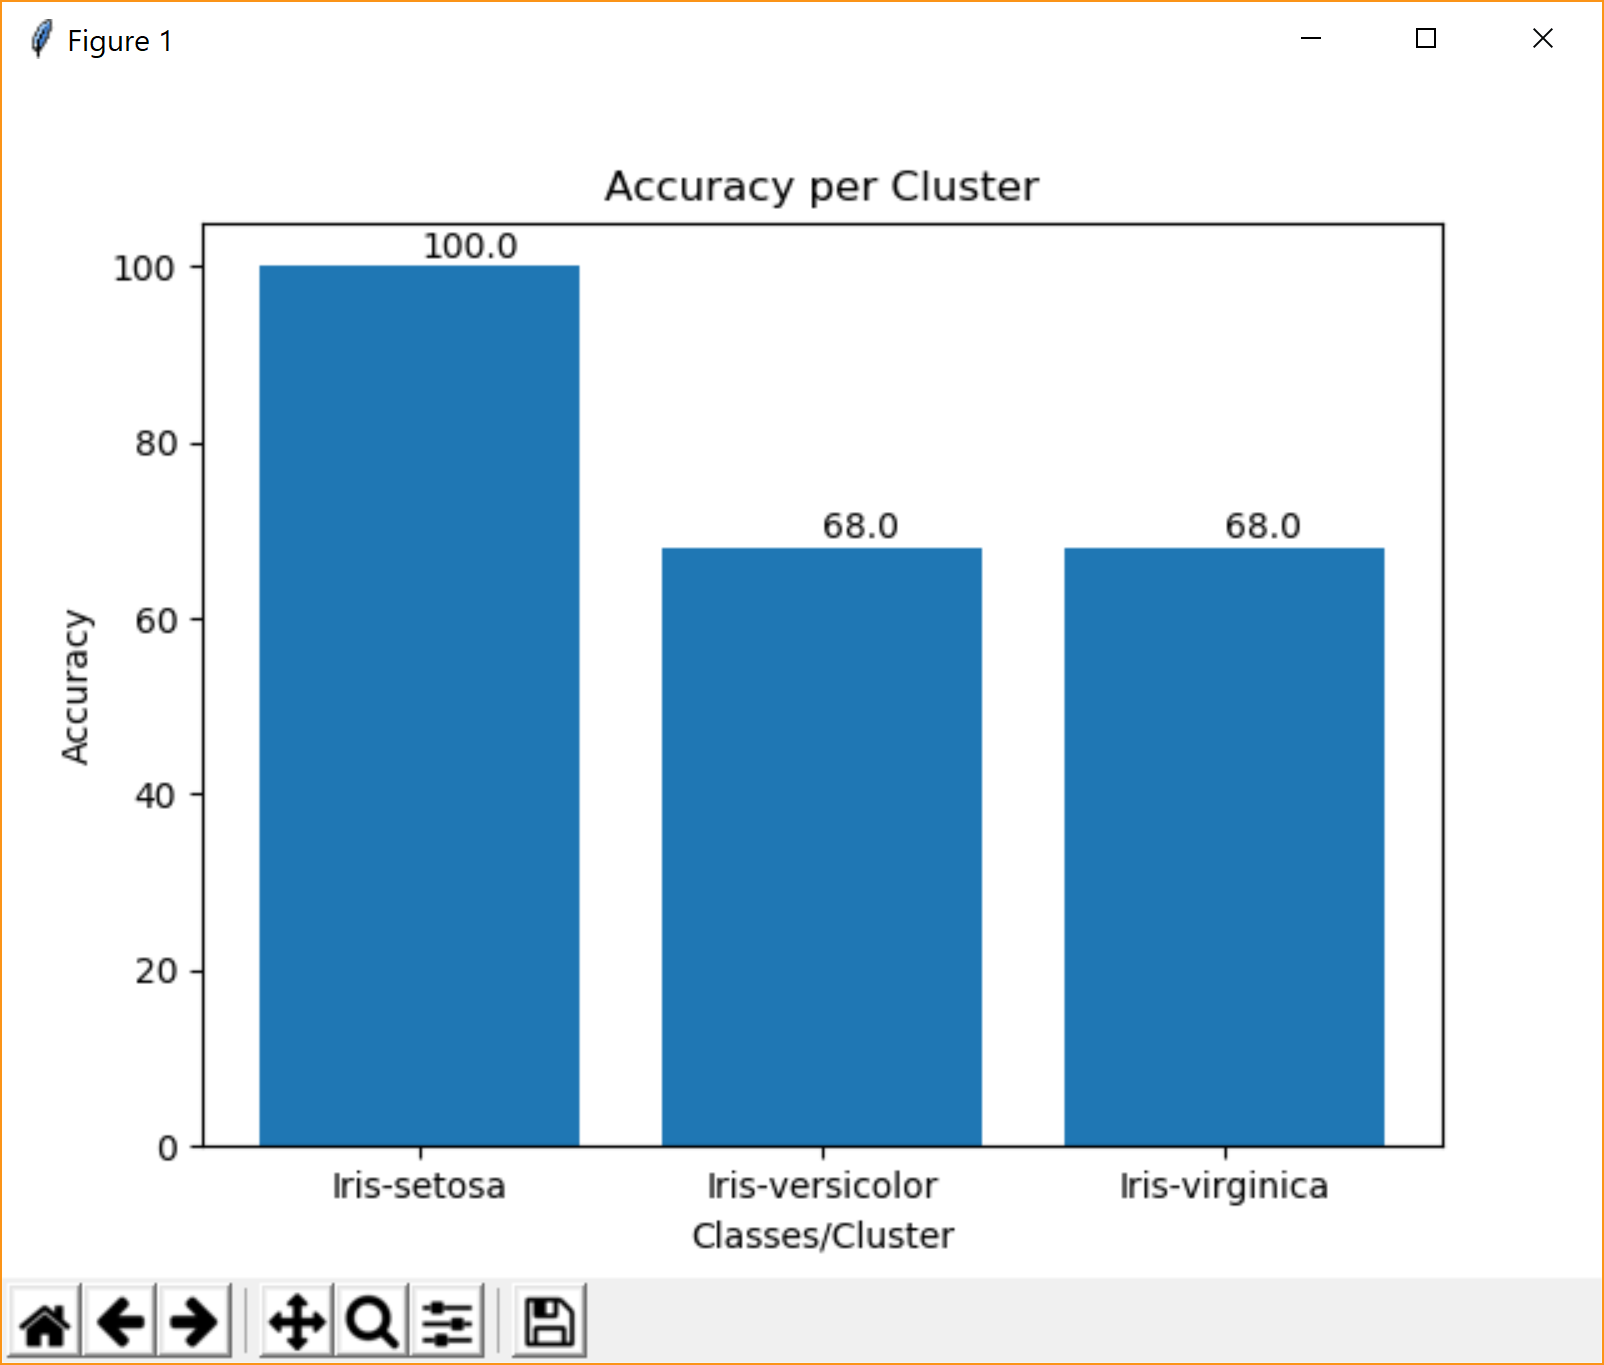 Figure 1
Accuracy per Cluster
100.0
68.0
68.0
100
80
60
40
20
0
Accuracy
Iris-setosa
Iris-versicolor
Iris-virginica
Classes/Cluster